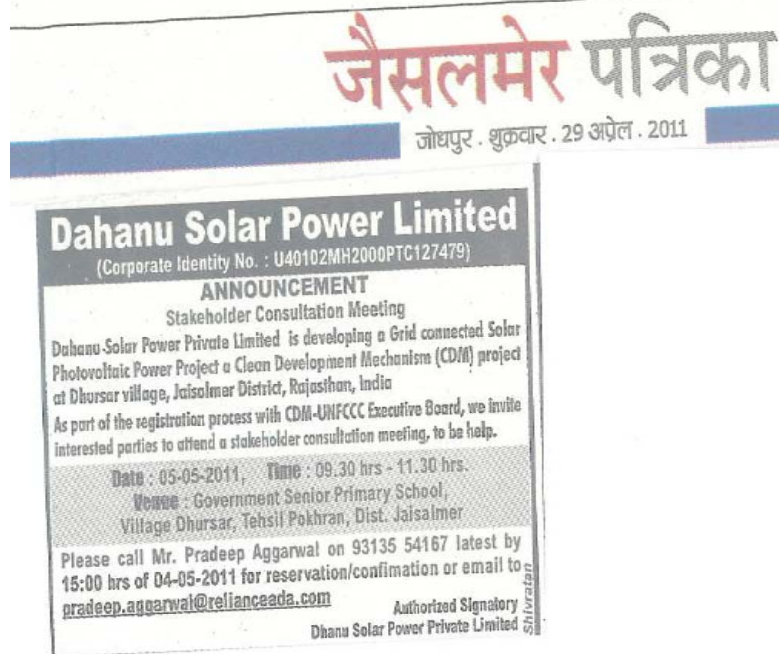 जैसलमेर पत्रिका
जोधपुर . शुक्रवार . 29 अप्रेल . 2011
Dahanu Solar Power Limited
(Corporate Identity No. : U40102MH2000PTC127479)
ANNOUNCEMENT
Stakeholder Consultation Meeting
Dahanu Solar Power Private Limited is developing a Grid connected Solar
Photovoltaic Power Project a Clean Development Mechanism (CDM) project
at Dhursar village, Jaisalmer District, Rajasthan, India
As part of the registration process with CDM-UNFCCC Executive Board, we invite
interested parties to attend a stakeholder consultation meeting, to be help.
Date : 05-05-2011, Time : 09.30 hrs - 11.30 hrs.
Venue : Government Senior Primary School,
Village Dhursar, Tehsil Pokhran, Dist. Jaisalmer
Please call Mr. Pradeep Aggarwal on 93135 54167 latest by
15:00 hrs of 04-05-2011 for reservation/confimation or email to
pradeep.aggarwal@relianceada.com
Authorized Signatory
Dhanu Solar Power Private Limited
Shivratan